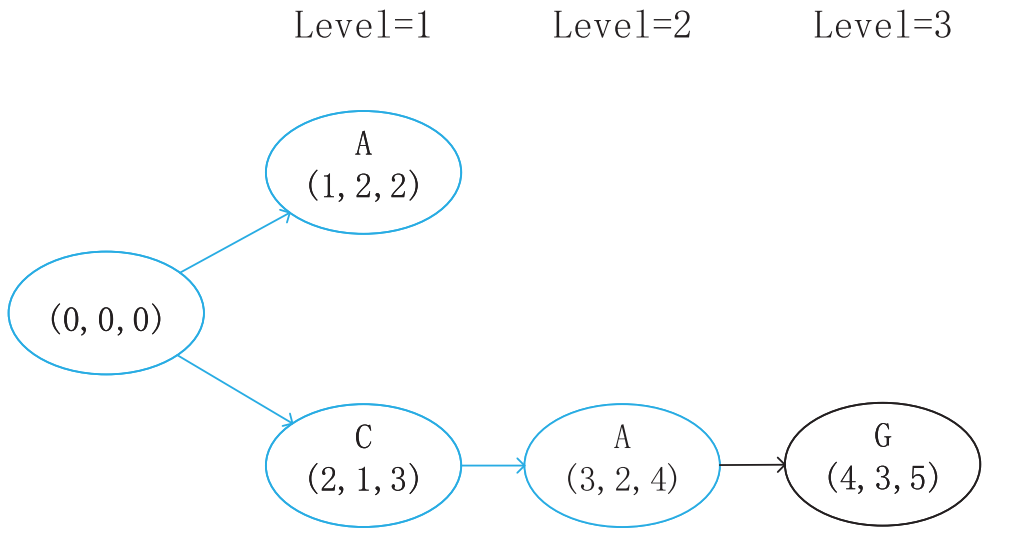 Level=1
Level=2
Level=3
A
(1,2,2)
(0,0,0)
C
(2,1,3)
A
(3,2,4)
G
(4,3,5)